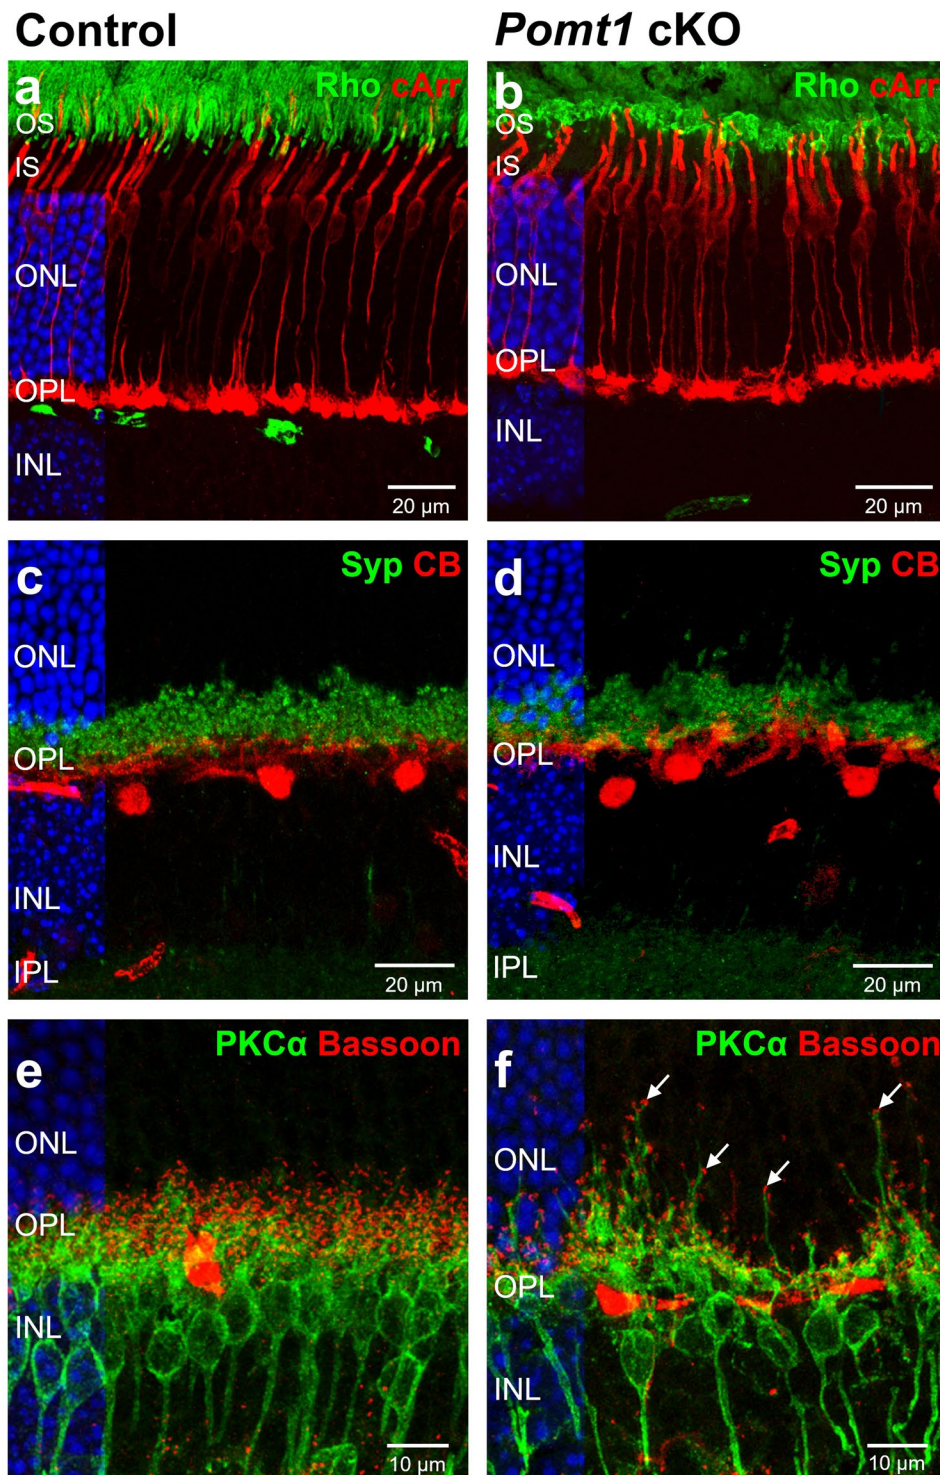 Control
Pomt1 cKO
a
Rho cArr
OS
IS
ONL
OPL
INL
20 µm
b
Rho cArr
OS
IS
ONL
OPL
INL
20 µm
c
Syp CB
ONL
OPL
INL
IPL
20 µm
d
Syp CB
ONL
OPL
INL
IPL
20 µm
e
PKCα Bassoon
ONL
OPL
INL
10 µm
f
PKCα Bassoon
ONL
OPL
INL
10 µm